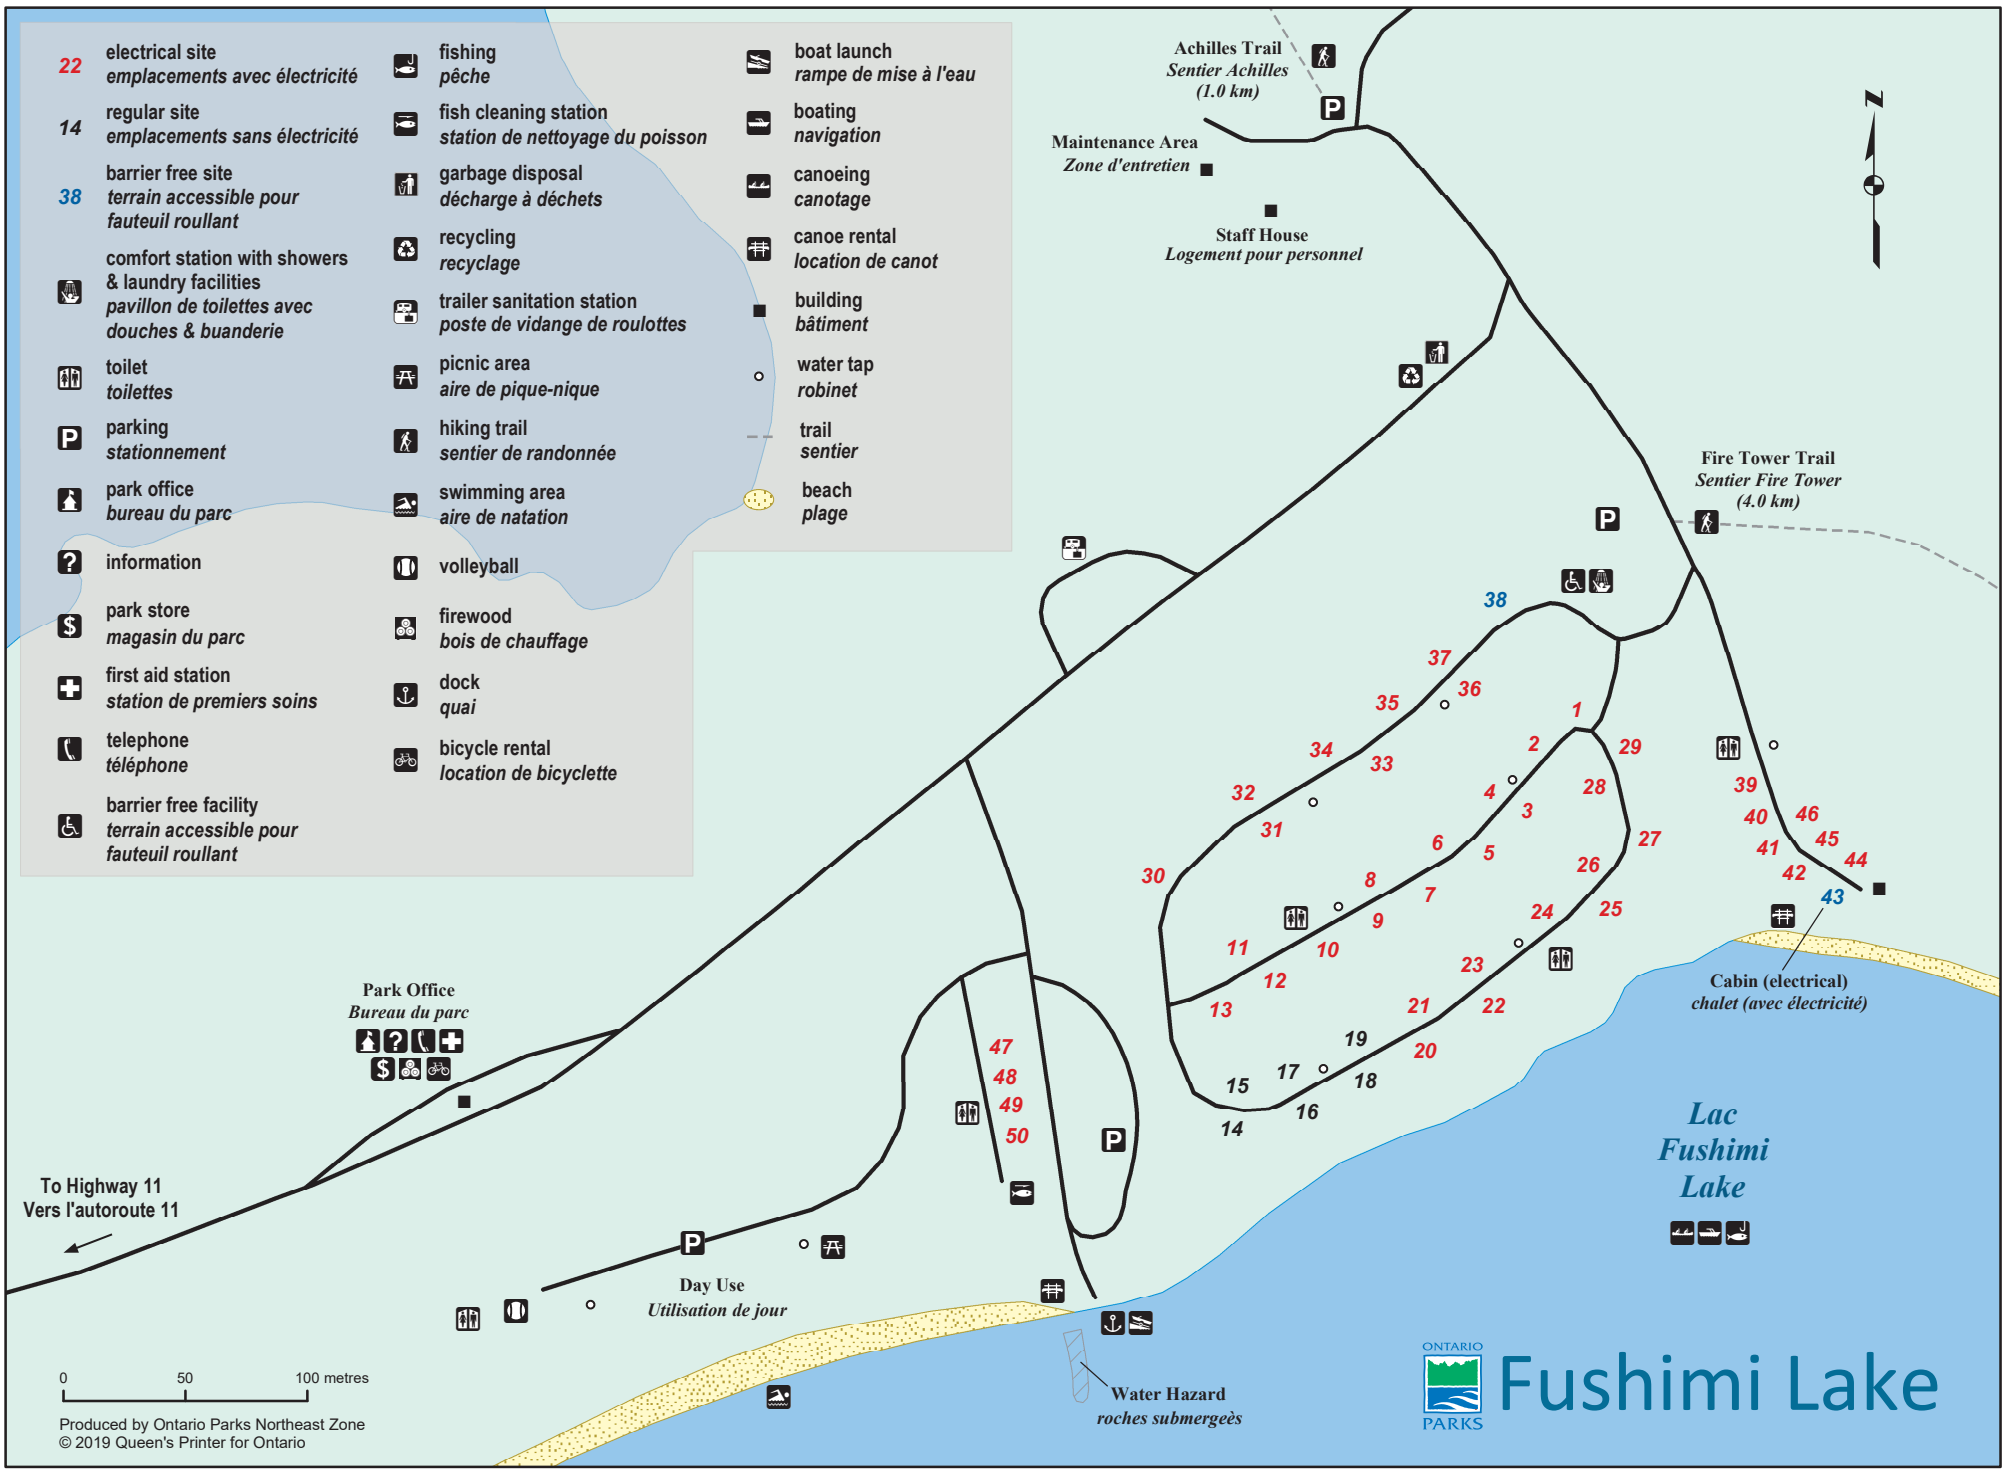 22
electrical site
emplacements avec électricité
14
regular site
emplacements sans électricité
38
barrier free site
terrain accessible pour
fauteuil roullant
comfort station with showers
& laundry facilities
pavillon de toilettes avec
douches & buanderie
toilet
toilettes
P
parking
stationnement
park office
bureau du parc
?
information
$
park store
magasin du parc
first aid station
station de premiers soins
telephone
téléphone
barrier free facility
terrain accessible pour
fauteuil roullant
fishing
pêche
fish cleaning station
station de nettoyage du poisson
garbage disposal
décharge à déchets
recycling
recyclage
trailer sanitation station
poste de vidange de roulottes
picnic area
aire de pique-nique
hiking trail
sentier de randonnée
swimming area
aire de natation
volleyball
firewood
bois de chauffage
dock
quai
bicycle rental
location de bicyclette
boat launch
rampe de mise à l'eau
boating
navigation
canoeing
canotage
canoe rental
location de canot
building
bâtiment
water tap
robinet
trail
sentier
beach
plage
Achilles Trail
Sentier Achilles
(1.0 km)
P
Maintenance Area
Zone d'entretien
Staff House
Logement pour personnel
N
Fire Tower Trail
Sentier Fire Tower
(4.0 km)
P
38
37
36
35
34
33
32
31
30
1
2
29
28
4
3
27
6
5
26
8
7
25
24
9
11
10
23
12
13
22
21
20
19
18
17
16
15
14
39
40
46
41
45
42
44
43
Cabin (electrical)
chalet (avec électricité)
Park Office
Bureau du parc
?
$
47
48
49
50
P
To Highway 11
Vers l'autoroute 11
P
Day Use
Utilisation de jour
Lac
Fushimi
Lake
Water Hazard
roches submergeès
0 50 100 metres
Produced by Ontario Parks Northeast Zone
© 2019 Queen's Printer for Ontario
ONTARIO
PARKS
Fushimi Lake